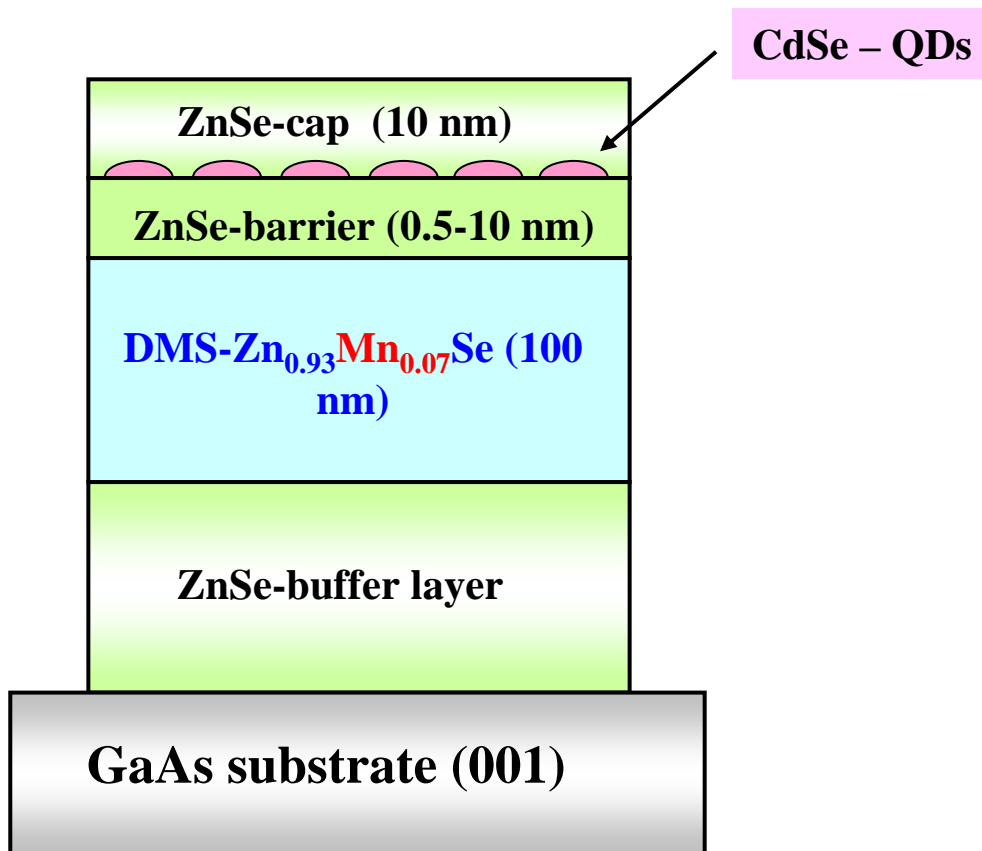 CdSe – QDs
ZnSe-cap (10 nm)
ZnSe-barrier (0.5-10 nm)
DMS-Zn₀.₉₃Mn₀.₀₇Se (100
nm)
ZnSe-buffer layer
GaAs substrate (001)